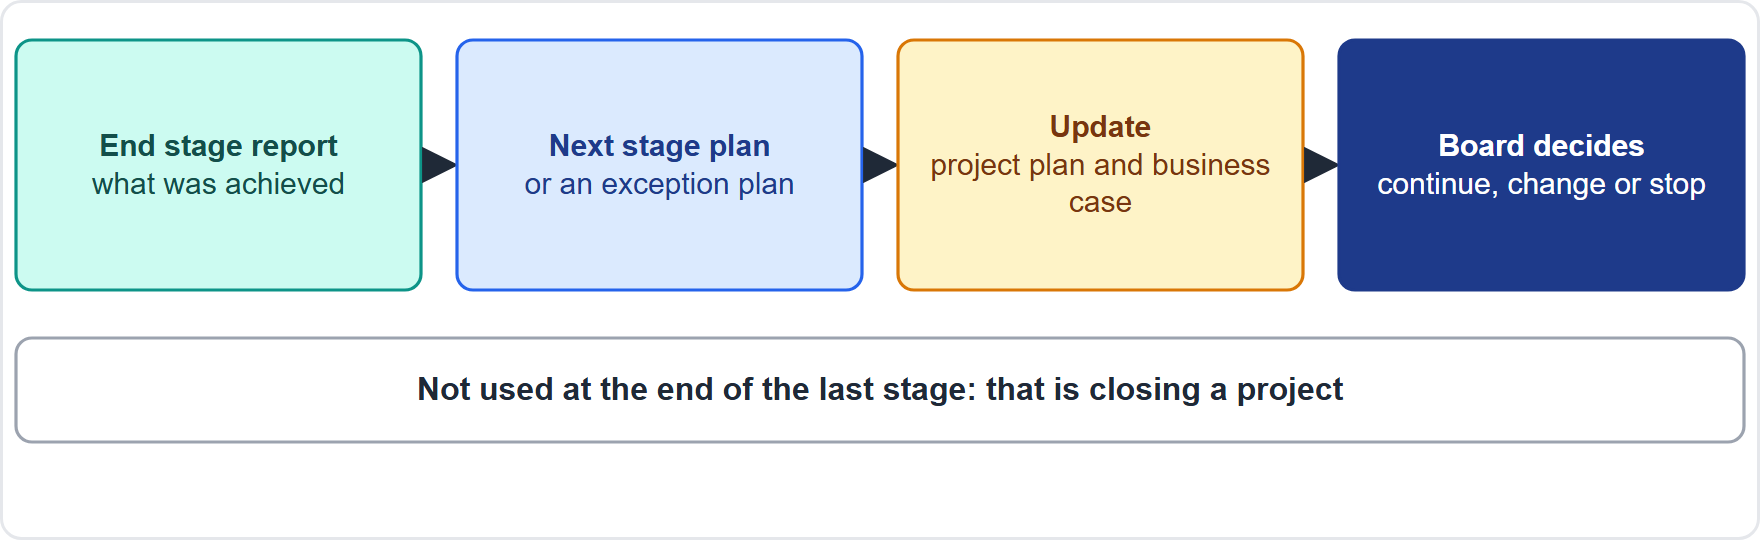 End stage report
what was achieved
Next stage plan
or an exception plan
Update
project plan and business
case
Board decides
continue, change or stop
Not used at the end of the last stage: that is closing a project